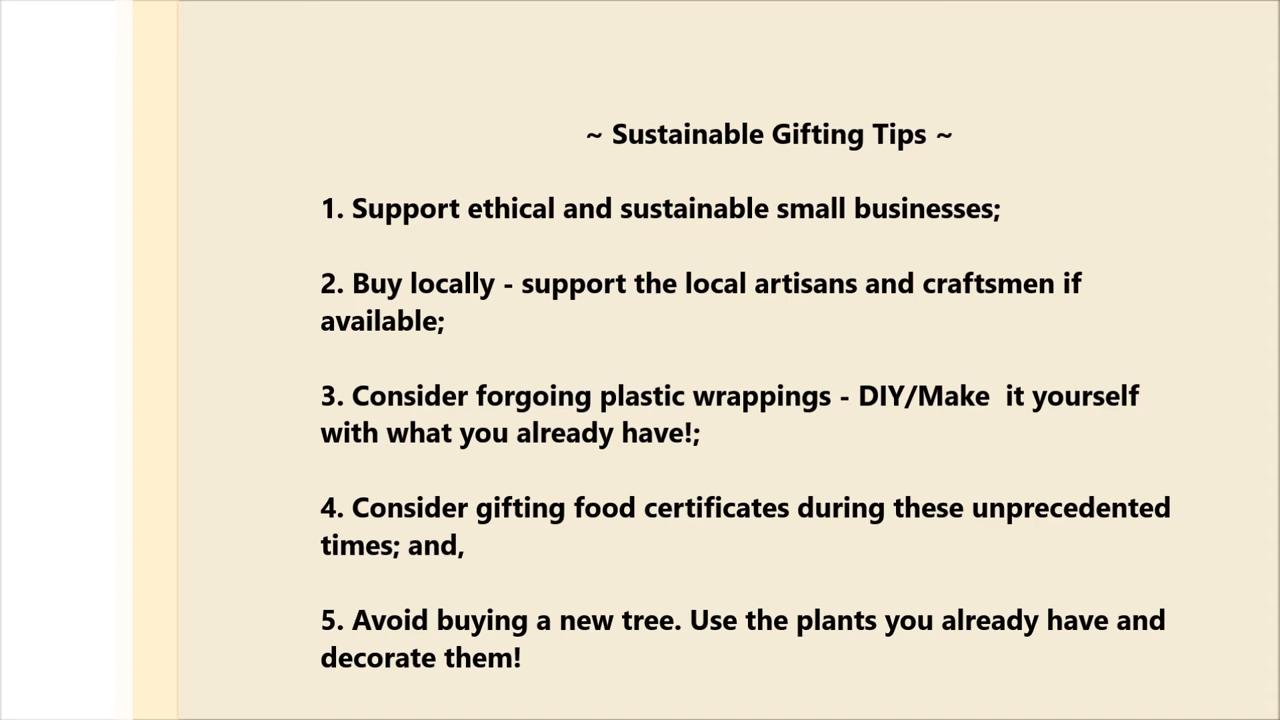 ~ Sustainable Gifting Tips ~
1. Support ethical and sustainable small businesses;
2. Buy locally - support the local artisans and craftsmen if
available;
3. Consider forgoing plastic wrappings - DIY/Make  it yourself
with what you already have!;
4. Consider gifting food certificates during these unprecedented
times; and,
5. Avoid buying a new tree. Use the plants you already have and
decorate them!